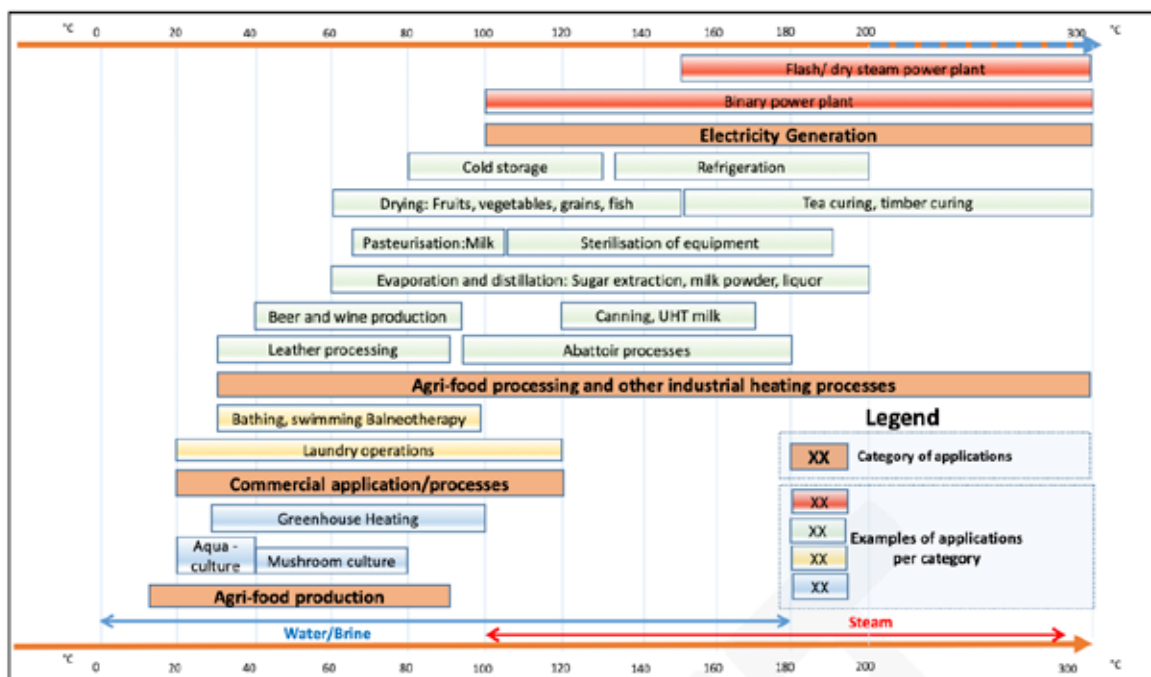 °C 0 20 40 60 80 100 120 140 160 180 200 300 °C
Flash/ dry steam power plant
Binary power plant
Electricity Generation
Cold storage Refrigeration
Drying: Fruits, vegetables, grains, fish Tea curing, timber curing
Pasteurisation:Milk Sterilisation of equipment
Evaporation and distillation: Sugar extraction, milk powder, liquor
Beer and wine production Canning, UHT milk
Leather processing Abattoir processes
Agri-food processing and other industrial heating processes
Bathing, swimming Balneotherapy
Laundry operations
Commercial application/processes
Greenhouse Heating
Aqua -
culture Mushroom culture
Agri-food production
Legend
XX Category of applications
XX
XX Examples of applications
XX per category
XX
Water/Brine Steam
°C 0 20 40 60 80 100 120 140 160 180 200 300 °C